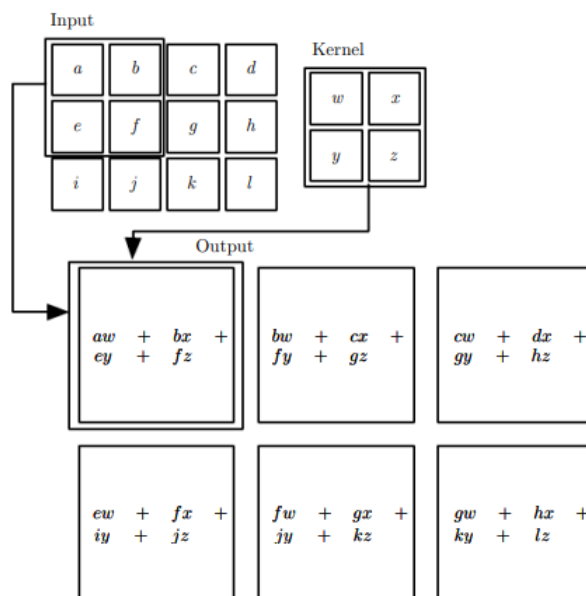 Input
Kernel
a b c d
w x
e f g h
y z
i j k l
Output
aw + bx +
ey + fz
bw + cx +
fy + gz
cw + dx +
gy + hz
ew + fx +
iy + jz
fw + gx +
jy + kz
gw + hx +
ky + lz